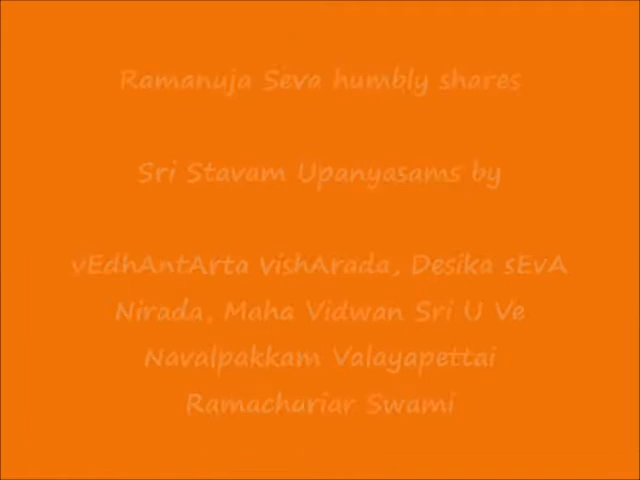 Ramanuja Seva humbly shares
Sri Stavam Upanyasams by
vEdhAntArta vishArada, Desika sEvA
Nirada, Maha Vidwan Sri U Ve
Navalpakkam Valayapettai
Ramachariar Swami